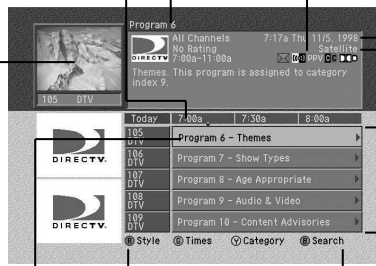 Program 6
All Channels 7:17a Thu 11/5, 1998
No Rating Satellite
DIRECTV. 7:00a-11:00a PPV CC
Themes. This program is assigned to category
index 9.
105 DTV
Today 7:00a 7:30a 8:00a
105 DTV Program 6 - Themes
106 DTV Program 7 - Show Types
107 DTV Program 8 - Age Appropriate
108 DTV Program 9 - Audio & Video
109 DTV Program 10 - Content Advisories
DIRECTV.
DIRECTV.
R Style G Times Y Category B Search